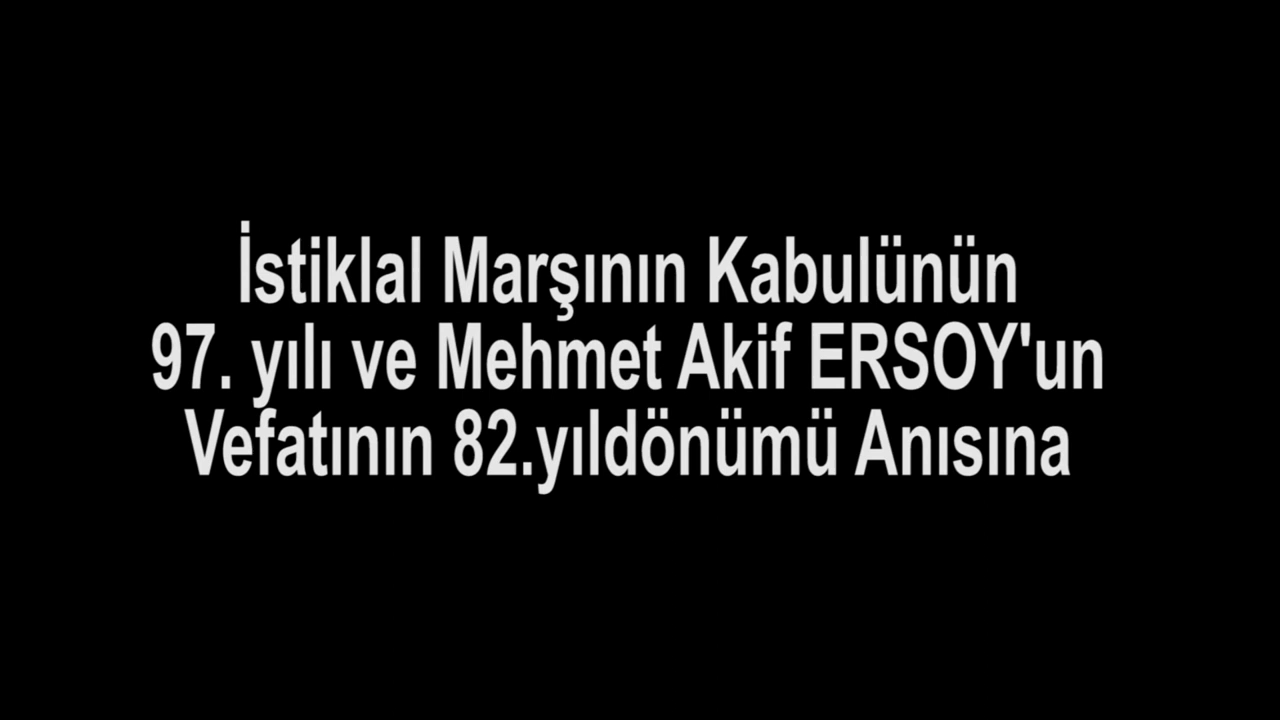 İstiklal Marşının Kabulünün
97. yılı ve Mehmet Akif ERSOY'un
Vefatının 82.yıldönümü Anısına